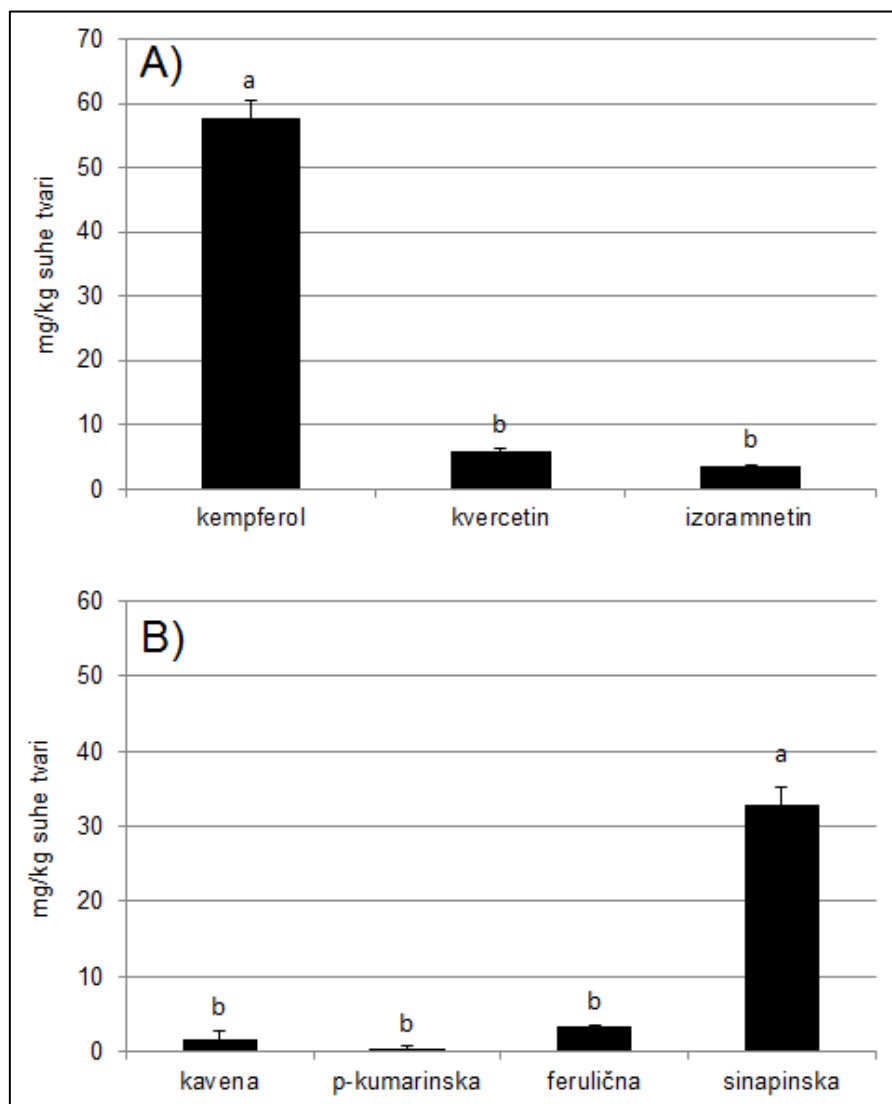 A)
mg/kg suhe tvari
70
60
50
40
30
20
10
0
a
b
b
kempferol kvercetin izoramnetin
B)
mg/kg suhe tvari
60
50
40
30
20
10
0
b
b
b
a
kavena p-kumarinska ferulična sinapinska